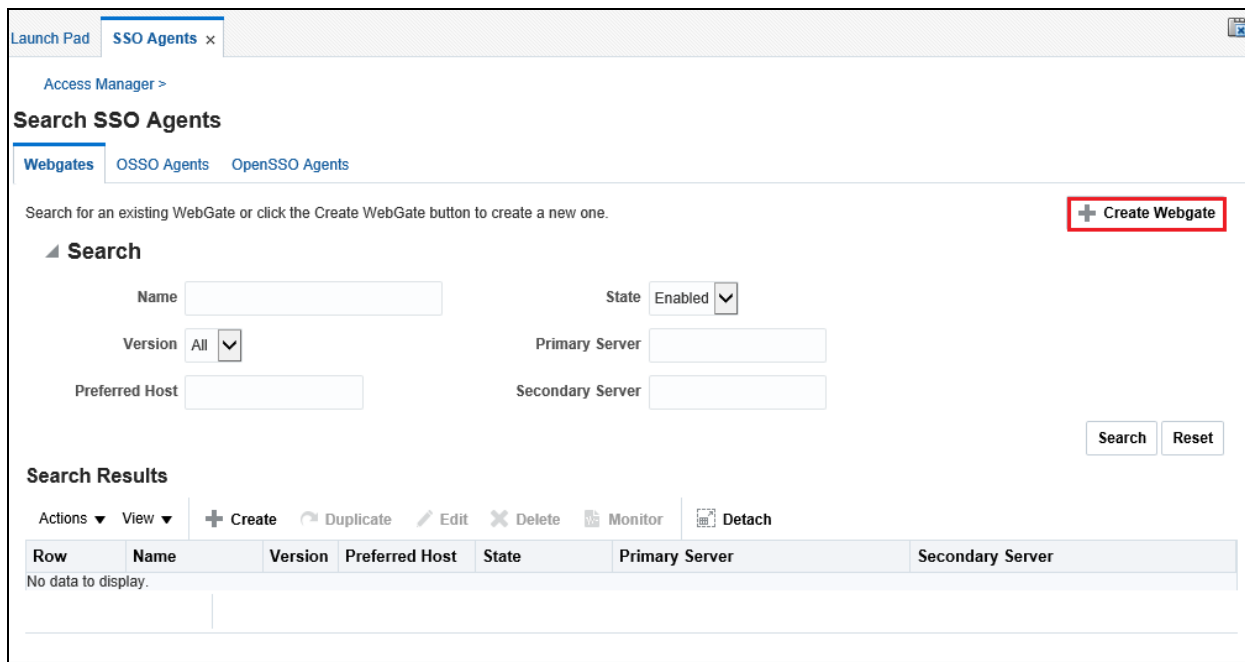 Launch Pad SSO Agents x
Access Manager >
Search SSO Agents
Webgates OSSO Agents OpenSSO Agents
Search for an existing WebGate or click the Create WebGate button to create a new one. Create Webgate
Search
Name State Enabled
Version All Primary Server
Preferred Host Secondary Server
Search Reset
Search Results
Actions View Create Duplicate Edit Delete Monitor Detach
Row Name Version Preferred Host State Primary Server Secondary Server
No data to display.